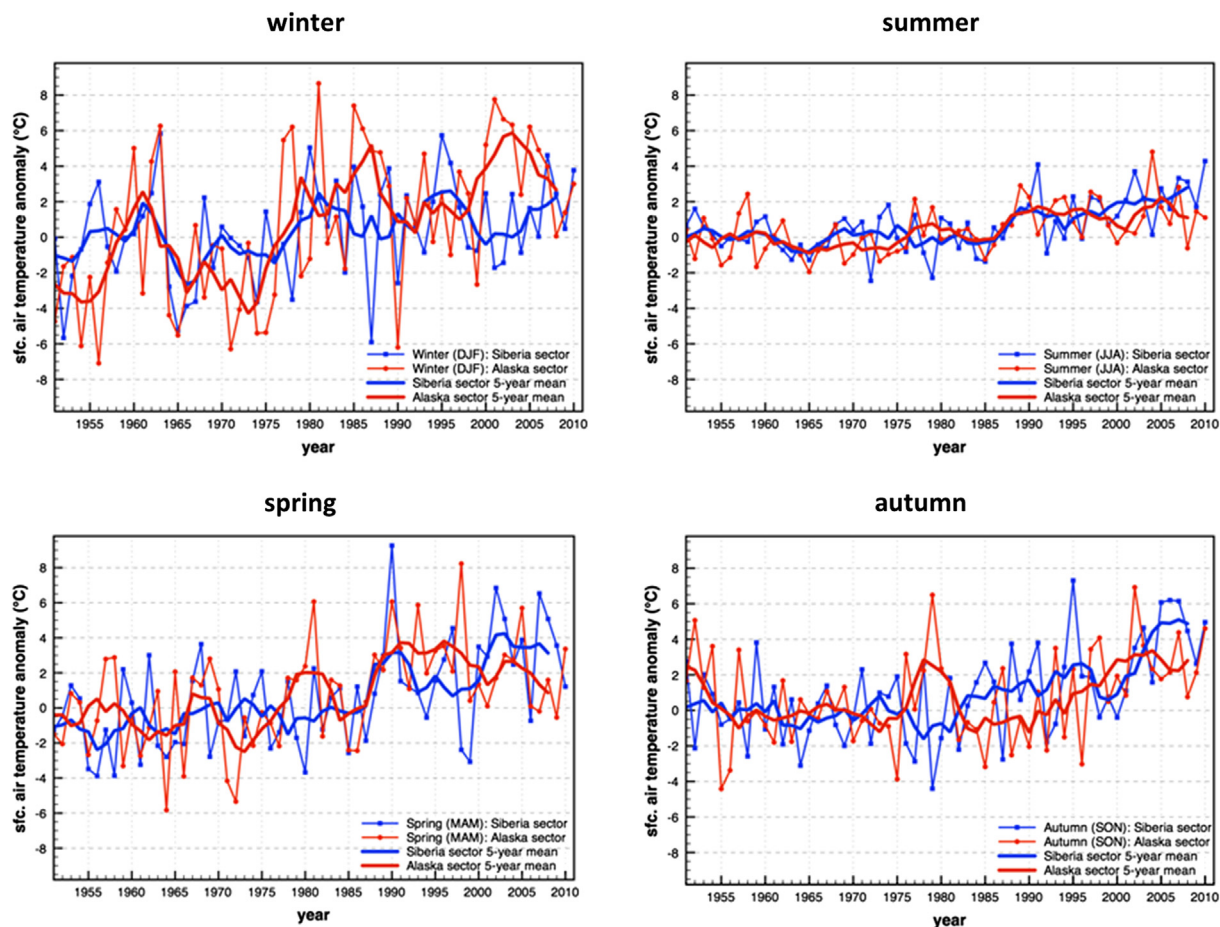 winter
sfc. air temperature anomaly (°C)
8
6
4
2
0
-2
-4
-6
-8
Winter (DJF): Siberia sector
Winter (DJF): Alaska sector
Siberia sector 5-year mean
Alaska sector 5-year mean
1955 1960 1965 1970 1975 1980 1985 1990 1995 2000 2005 2010
year
summer
sfc. air temperature anomaly (°C)
8
6
4
2
0
-2
-4
-6
-8
Summer (JJA): Siberia sector
Summer (JJA): Alaska sector
Siberia sector 5-year mean
Alaska sector 5-year mean
1955 1960 1965 1970 1975 1980 1985 1990 1995 2000 2005 2010
year
spring
sfc. air temperature anomaly (°C)
8
6
4
2
0
-2
-4
-6
-8
Spring (MAM): Siberia sector
Spring (MAM): Alaska sector
Siberia sector 5-year mean
Alaska sector 5-year mean
1955 1960 1965 1970 1975 1980 1985 1990 1995 2000 2005 2010
year
autumn
sfc. air temperature anomaly (°C)
8
6
4
2
0
-2
-4
-6
-8
Autumn (SON): Siberia sector
Autumn (SON): Alaska sector
Siberia sector 5-year mean
Alaska sector 5-year mean
1955 1960 1965 1970 1975 1980 1985 1990 1995 2000 2005 2010
year